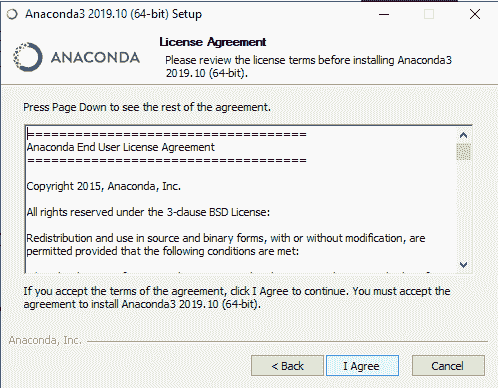 Anaconda3 2019.10 (64-bit) Setup
ANACONDA
License Agreement
Please review the license terms before installing Anaconda3
2019.10 (64-bit).
Press Page Down to see the rest of the agreement.
====================================
Anaconda End User License Agreement
====================================
Copyright 2015, Anaconda, Inc.
All rights reserved under the 3-clause BSD License:
Redistribution and use in source and binary forms, with or without modification, are
permitted provided that the following conditions are met:
If you accept the terms of the agreement, click I Agree to continue. You must accept the
agreement to install Anaconda3 2019.10 (64-bit).
Anaconda, Inc.
< Back
I Agree
Cancel